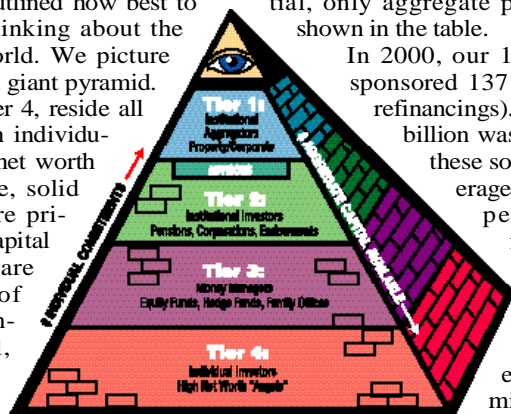 utlined how best to
inking about the
orld. We picture
giant pyramid.
er 4, reside all
individu-
net worth
e, solid
re pri-
apital
are
of
n-
l,
tial, only aggregate p
shown in the table.
In 2000, our 1
sponsored 137
refinancings).
billion was
these so
erage
pe
e
mi
Tier 1:
Institutional
Aggregators
Property/Corporate
ADVISORS
Tier 2:
Institutional Investors
Pensions, Corporations, Endowments
Tier 3:
Money Managers
Equity Funds, Hedge Funds, Family Offices
Tier 4:
Individual Investors
High Net Worth "Angels"
$ INDIVIDUAL COMMITMENTS
$ AGGREGATE CAPITAL AVAILABLE